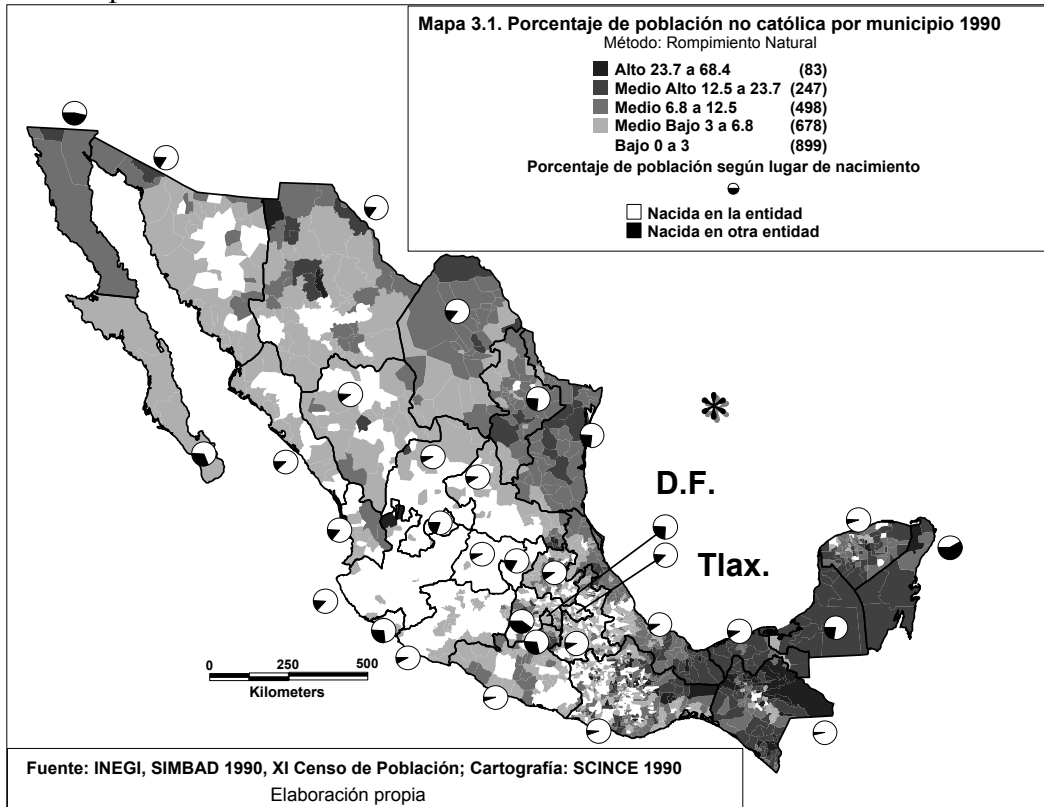 Mapa 3.1. Porcentaje de población no católica por municipio 1990
Método: Rompimiento Natural
Alto 23.7 a 68.4 (83)
Medio Alto 12.5 a 23.7 (247)
Medio 6.8 a 12.5 (498)
Medio Bajo 3 a 6.8 (678)
Bajo 0 a 3 (899)
Porcentaje de población según lugar de nacimiento
Nacida en la entidad
Nacida en otra entidad
D.F.
Tlax.
0 250 500
Kilometers
Fuente: INEGI, SIMBAD 1990, XI Censo de Población; Cartografía: SCINCE 1990
Elaboración propia